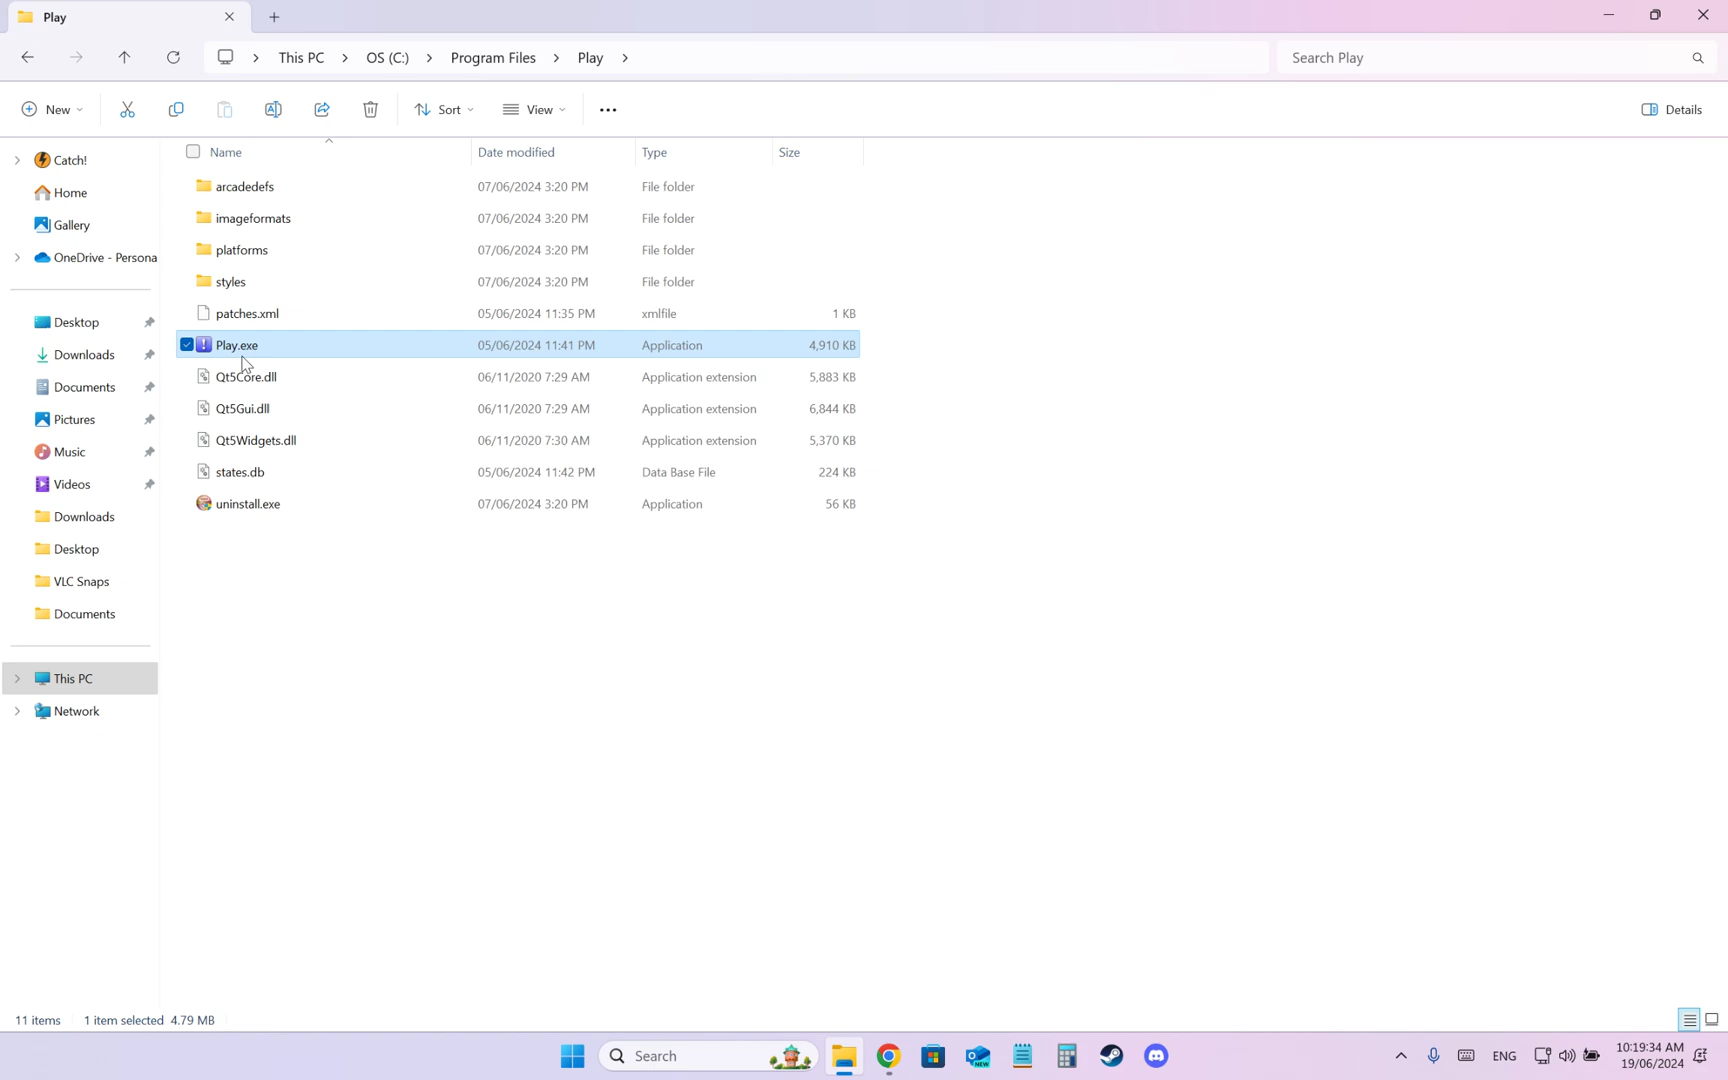 Play
This PC > OS (C:) > Program Files > Play >
Search Play
New
Sort
View
Details
Name Date modified Type Size
Catch!
Home
Gallery
OneDrive - Persona
Desktop
Downloads
Documents
Pictures
Music
Videos
Downloads
Desktop
VLC Snaps
Documents
This PC
Network
arcadedefs 07/06/2024 3:20 PM File folder
imageformats 07/06/2024 3:20 PM File folder
platforms 07/06/2024 3:20 PM File folder
styles 07/06/2024 3:20 PM File folder
patches.xml 05/06/2024 11:35 PM xmlfile 1 KB
Play.exe 05/06/2024 11:41 PM Application 4,910 KB
Qt5Core.dll 06/11/2020 7:29 AM Application extension 5,883 KB
Qt5Gui.dll 06/11/2020 7:29 AM Application extension 6,844 KB
Qt5Widgets.dll 06/11/2020 7:30 AM Application extension 5,370 KB
states.db 05/06/2024 11:42 PM Data Base File 224 KB
uninstall.exe 07/06/2024 3:20 PM Application 56 KB
11 items 1 item selected 4.79 MB
Search
NEW
ENG
10:19:34 AM
19/06/2024